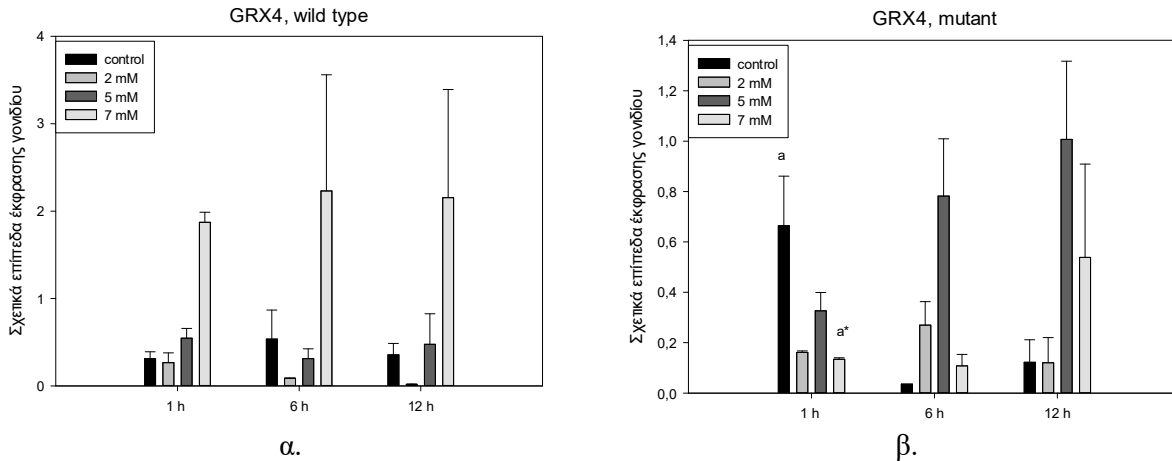 GRX4, wild type
4
3
2
1
0
Σχετικά επίπεδα έκφρασης γονιδίου
control
2 mM
5 mM
7 mM
1 h
6 h
12 h
α.
GRX4, mutant
1,4
1,2
1,0
0,8
0,6
0,4
0,2
0,0
Σχετικά επίπεδα έκφρασης γονιδίου
control
2 mM
5 mM
7 mM
a
a*
1 h
6 h
12 h
β.